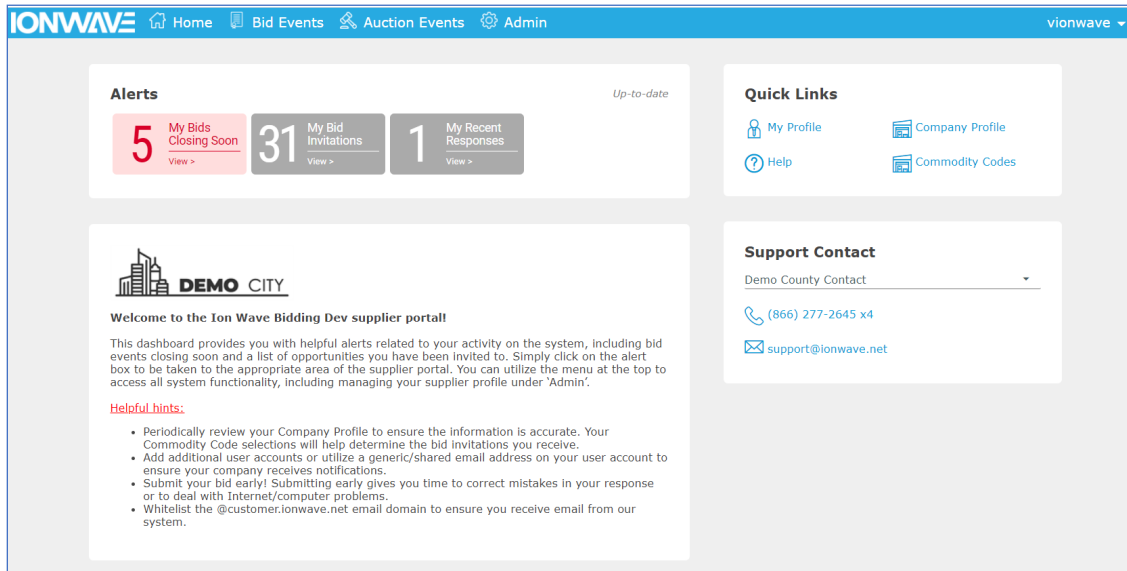 IONWAVE Home Bid Events Auction Events Admin vionwave
Alerts
Up-to-date
5 My Bids
Closing Soon
View >
31 My Bid
Invitations
View >
1 My Recent
Responses
View >
Quick Links
My Profile Company Profile
Help Commodity Codes
DEMO CITY
Welcome to the Ion Wave Bidding Dev supplier portal!
This dashboard provides you with helpful alerts related to your activity on the system, including bid
events closing soon and a list of opportunities you have been invited to. Simply click on the alert
box to be taken to the appropriate area of the supplier portal. You can utilize the menu at the top to
access all system functionality, including managing your supplier profile under ‘Admin’.
Helpful hints:
• Periodically review your Company Profile to ensure the information is accurate. Your
Commodity Code selections will help determine the bid invitations you receive.
• Add additional user accounts or utilize a generic/shared email address on your user account to
ensure your company receives notifications.
• Submit your bid early! Submitting early gives you time to correct mistakes in your response
or to deal with Internet/computer problems.
• Whitelist the @customer.ionwave.net email domain to ensure you receive email from our
system.
Support Contact
Demo County Contact
(866) 277-2645 x4
support@ionwave.net